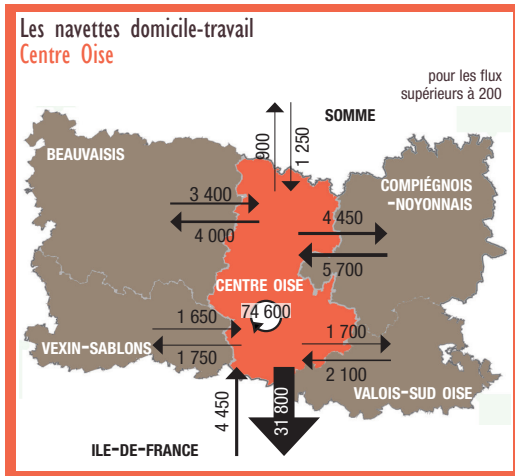 Les navettes domicile-travail
Centre Oise
pour les flux
supérieurs à 200
SOMME
900
1 250
BEAUVAISIS
COMPIÉGNOIS
-NOYONNAIS
3 400
4 000
4 450
5 700
CENTRE OISE
74 600
1 650
1 750
VEXIN-SABLONS
1 700
2 100
VALOIS-SUD OISE
4 450
31 800
ILE-DE-FRANCE